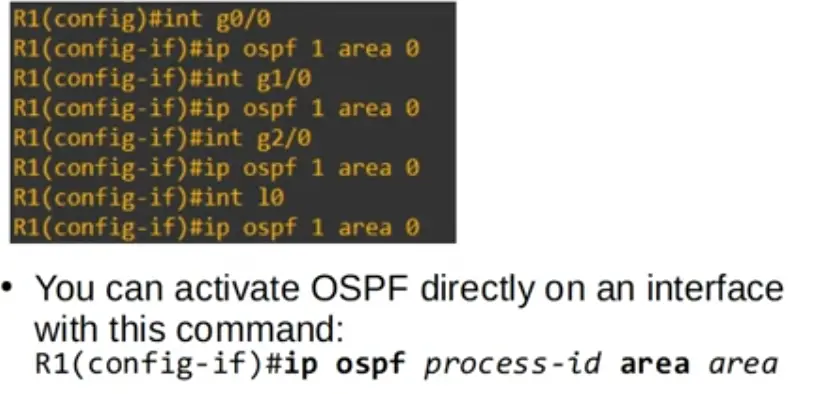 R1(config)#int g0/0
R1(config-if)#ip ospf 1 area 0
R1(config-if)#int g1/0
R1(config-if)#ip ospf 1 area 0
R1(config-if)#int g2/0
R1(config-if)#ip ospf 1 area 0
R1(config-if)#int l0
R1(config-if)#ip ospf 1 area 0
• You can activate OSPF directly on an interface
with this command:
R1(config-if)#ip ospf process-id area area